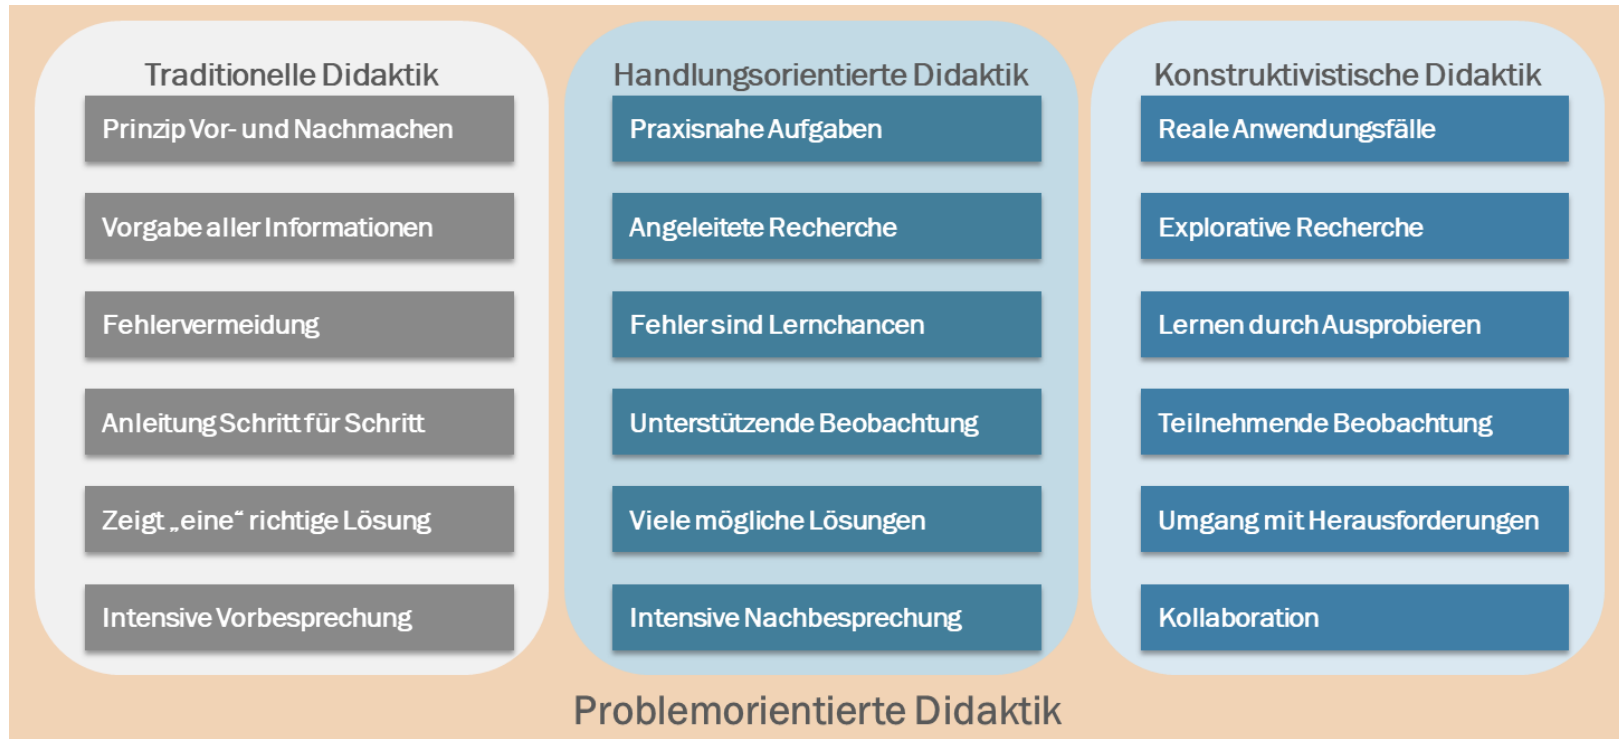 Traditionelle Didaktik
Prinzip Vor- und Nachmachen
Vorgabe aller Informationen
Fehlervermeidung
Anleitung Schritt für Schritt
Zeigt „eine“ richtige Lösung
Intensive Vorbesprechung
Handlungsorientierte Didaktik
Praxisnahe Aufgaben
Angeleitete Recherche
Fehler sind Lernchancen
Unterstützende Beobachtung
Viele mögliche Lösungen
Intensive Nachbesprechung
Konstruktivistische Didaktik
Reale Anwendungsfälle
Explorative Recherche
Lernen durch Ausprobieren
Teilnehmende Beobachtung
Umgang mit Herausforderungen
Kollaboration
Problemorientierte Didaktik